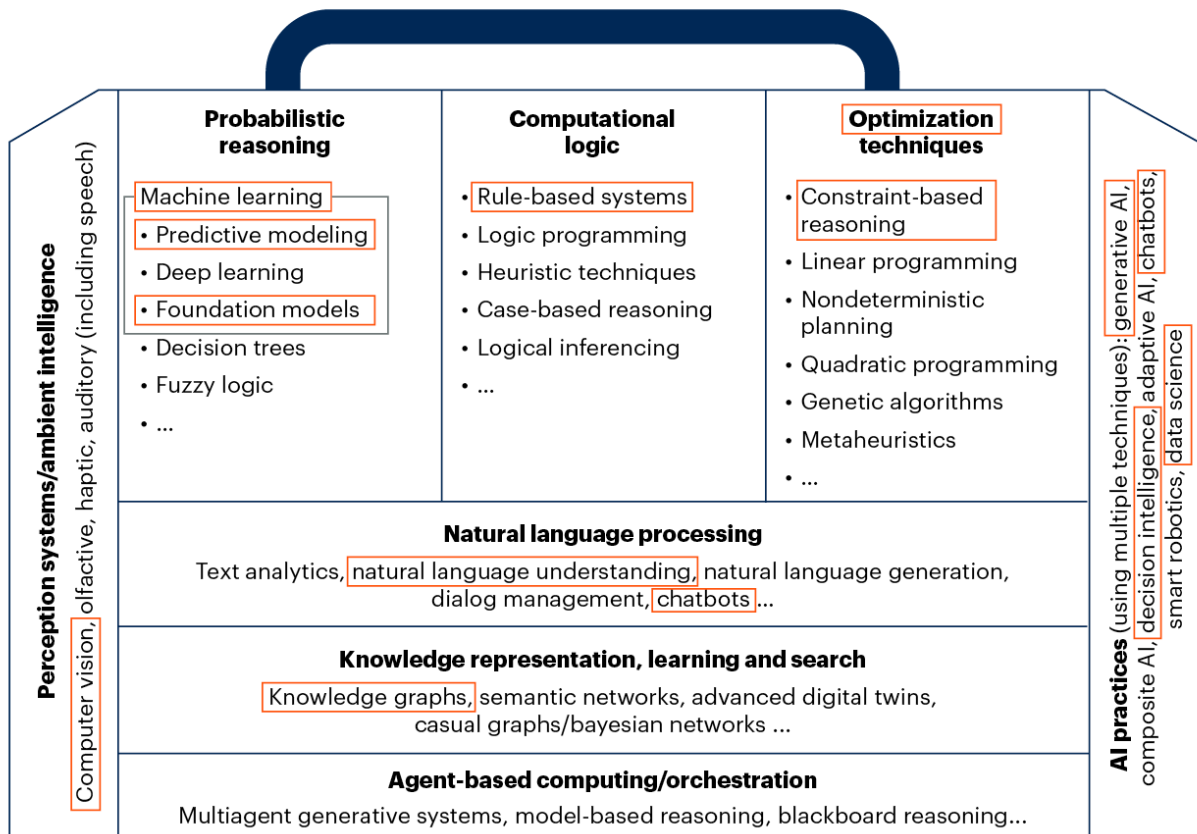 Perception systems/ambient intelligence
Computer vision, olfactive, haptic, auditory (including speech)
Probabilistic
reasoning
Machine learning
• Predictive modeling
• Deep learning
• Foundation models
• Decision trees
• Fuzzy logic
• ...
Computational
logic
• Rule-based systems
• Logic programming
• Heuristic techniques
• Case-based reasoning
• Logical inferencing
• ...
Optimization
techniques
• Constraint-based
reasoning
• Linear programming
• Nondeterministic
planning
• Quadratic programming
• Genetic algorithms
• Metaheuristics
• ...
Natural language processing
Text analytics, natural language understanding, natural language generation,
dialog management, chatbots ...
Knowledge representation, learning and search
Knowledge graphs, semantic networks, advanced digital twins,
casual graphs/bayesian networks ...
Agent-based computing/orchestration
Multiagent generative systems, model-based reasoning, blackboard reasoning...
AI practices (using multiple techniques): generative AI,
composite AI, decision intelligence, adaptive AI, chatbots,
smart robotics, data science